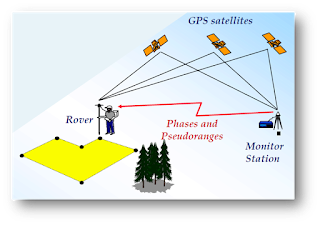 GPS satellites
Rover
Phases and
Pseudoranges
Monitor
Station